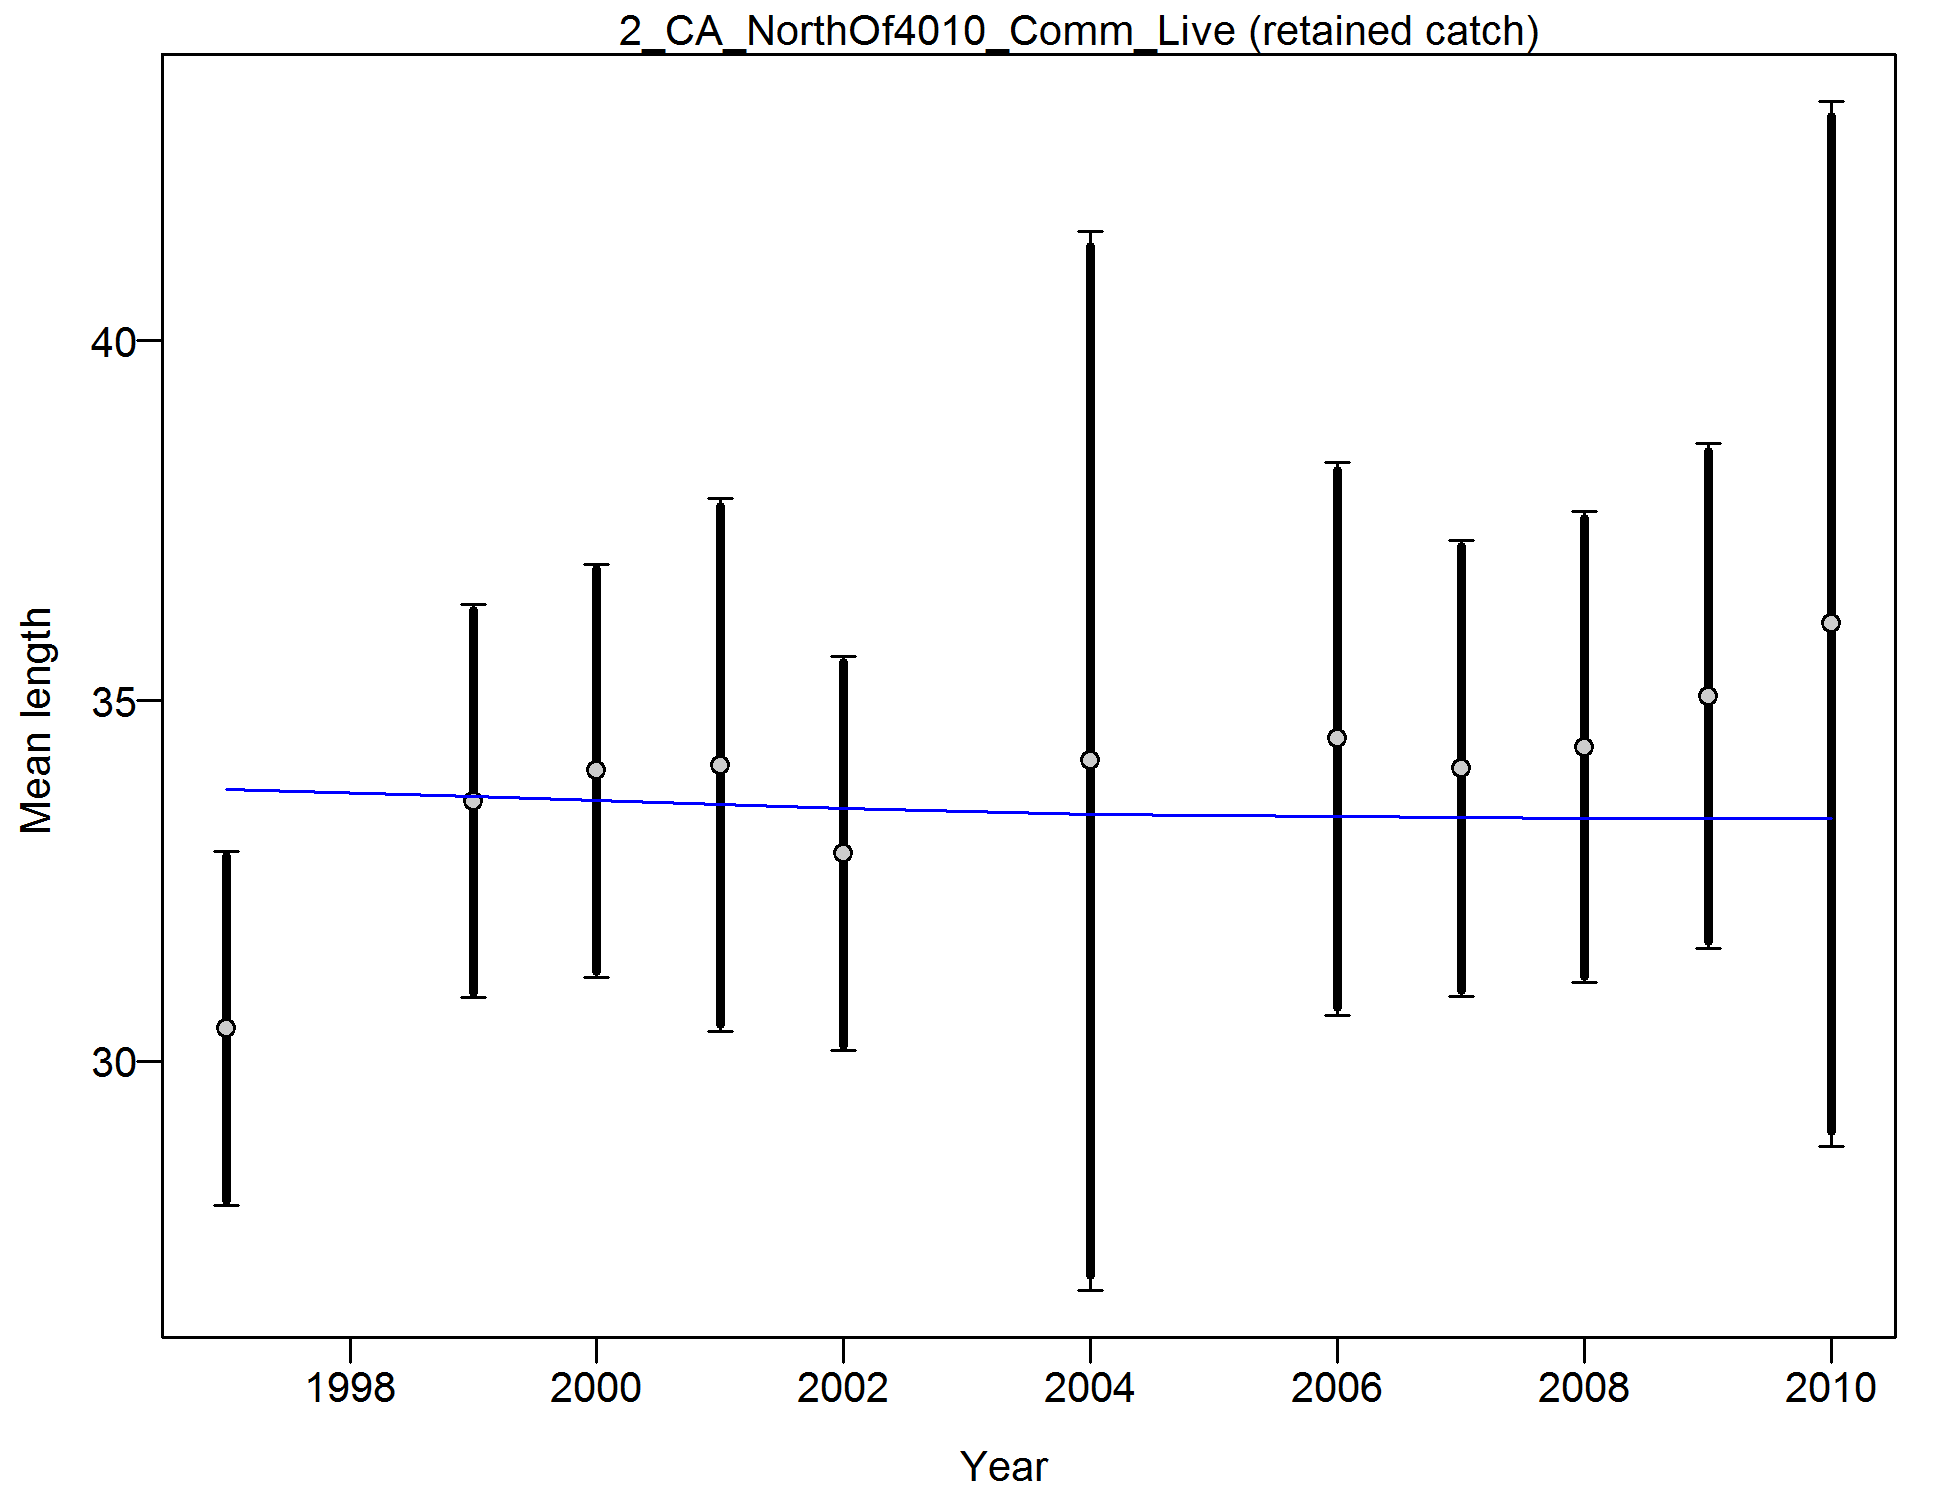 2_CA_NorthOf4010_Comm_Live (retained catch)
Mean length
40
35
30
1998 2000 2002 2004 2006 2008 2010
Year